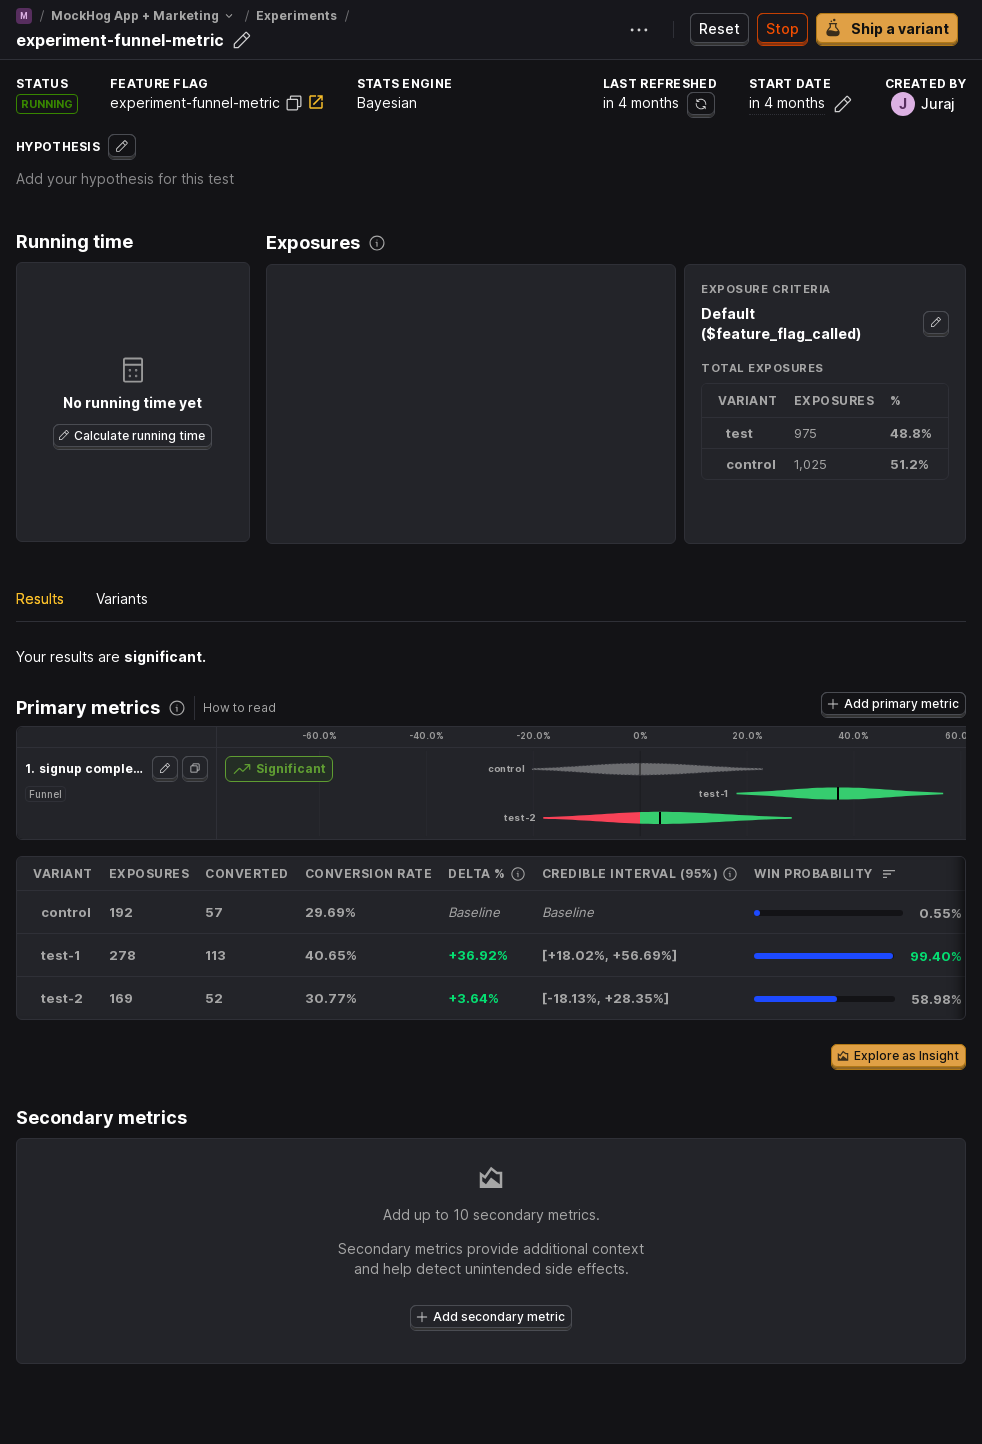 M / MockHog App + Marketing / Experiments /
experiment-funnel-metric
Reset
Stop
Ship a variant
STATUS
RUNNING
FEATURE FLAG
experiment-funnel-metric
STATS ENGINE
Bayesian
LAST REFRESHED
in 4 months
START DATE
in 4 months
CREATED BY
J Juraj
HYPOTHESIS
Add your hypothesis for this test
Running time
No running time yet
Calculate running time
Exposures
EXPOSURE CRITERIA
Default
($feature_flag_called)
TOTAL EXPOSURES
VARIANT EXPOSURES %
test 975 48.8%
control 1,025 51.2%
Results Variants
Your results are significant.
Primary metrics How to read
Add primary metric
-60.0% -40.0% -20.0% 0% 20.0% 40.0% 60.0
1. signup comple...
Funnel
Significant
control
test-1
test-2
VARIANT EXPOSURES CONVERTED CONVERSION RATE DELTA % CREDIBLE INTERVAL (95%) WIN PROBABILITY
control 192 57 29.69% Baseline Baseline 0.55%
test-1 278 113 40.65% +36.92% [+18.02%, +56.69%] 99.40%
test-2 169 52 30.77% +3.64% [-18.13%, +28.35%] 58.98%
Explore as Insight
Secondary metrics
Add up to 10 secondary metrics.
Secondary metrics provide additional context
and help detect unintended side effects.
Add secondary metric